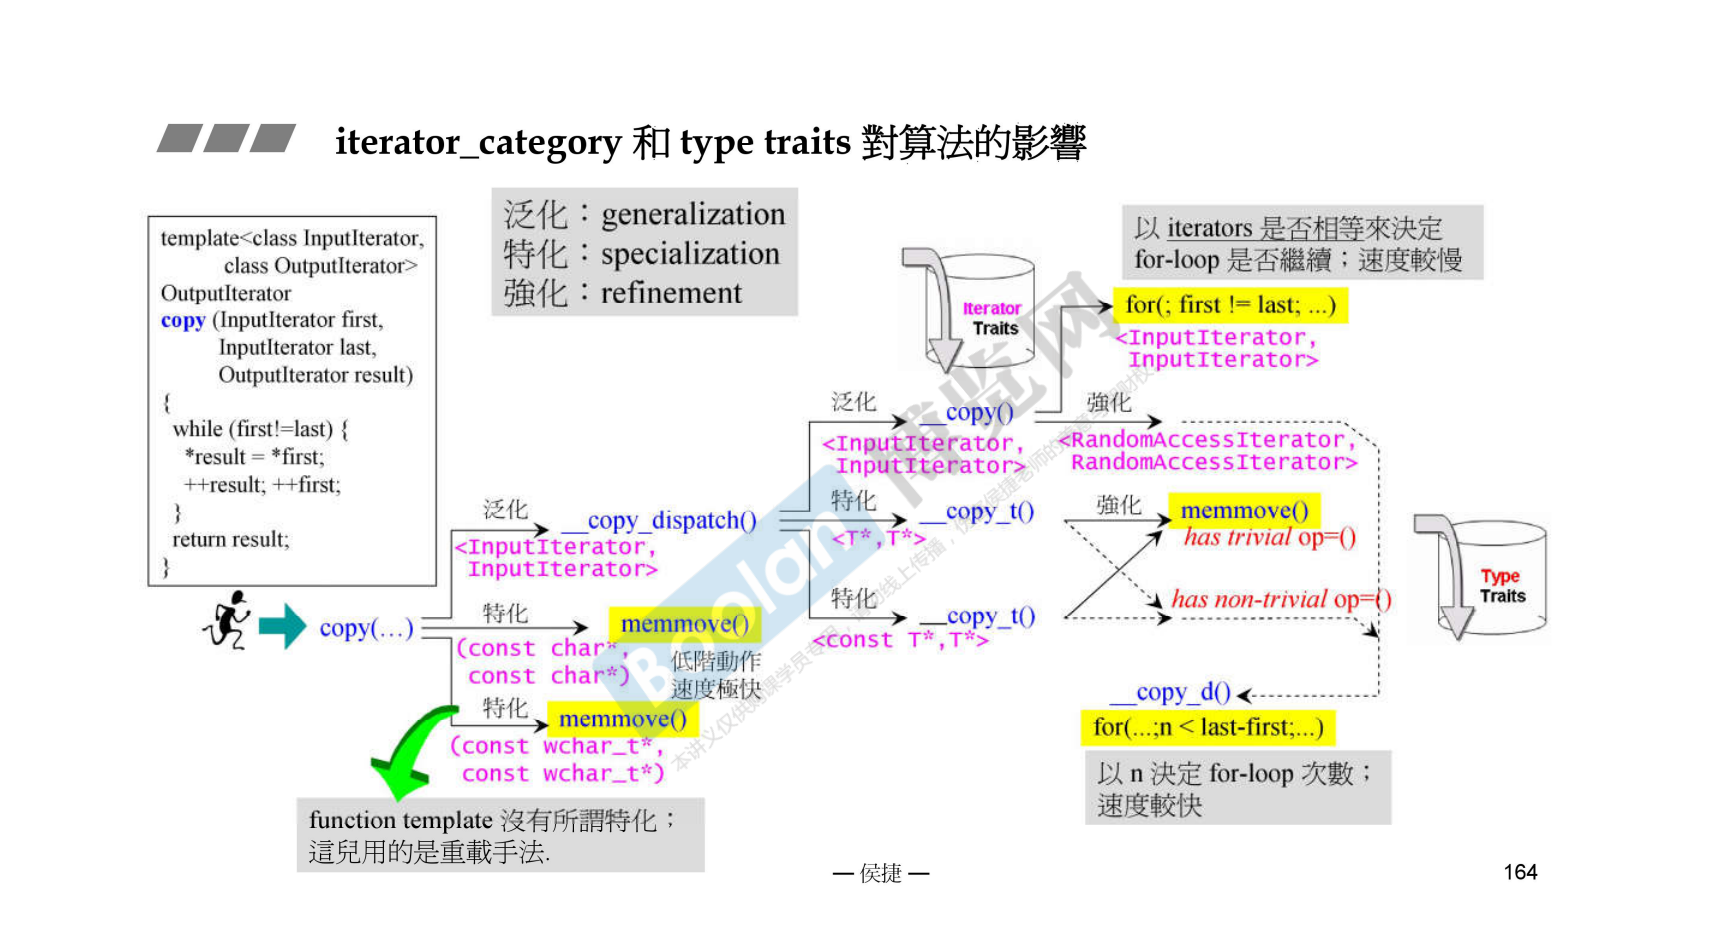 iterator_category 和 type traits 對算法的影響
template<class InputIterator,
class OutputIterator>
OutputIterator
copy (InputIterator first,
InputIterator last,
OutputIterator result)
{
while (first!=last) {
*result = *first;
++result; ++first;
}
return result;
}
泛化：generalization
特化：specialization
強化：refinement
Iterator
Traits
以 iterators 是否相等來決定
for-loop 是否繼續；速度較慢
for(; first != last; ...)
<InputIterator,
InputIterator>
泛化
__copy()
<InputIterator,
InputIterator>
強化
<RandomAccessIterator,
RandomAccessIterator>
泛化
__copy_dispatch()
<InputIterator,
InputIterator>
特化
__copy_t()
<T*,T*>
強化
memmove()
has trivial op=()
特化
__copy_t()
<const T*,T*>
has non-trivial op=()
Type
Traits
copy(…)
特化
memmove()
(const char*,
const char*)
低階動作
速度極快
特化
memmove()
(const wchar_t*,
const wchar_t*)
__copy_d()
for(...;n < last-first;...)
以 n 決定 for-loop 次數；
速度較快
function template 沒有所謂特化；
這兒用的是重載手法.
— 侯捷 —
164
Boolan
博览网